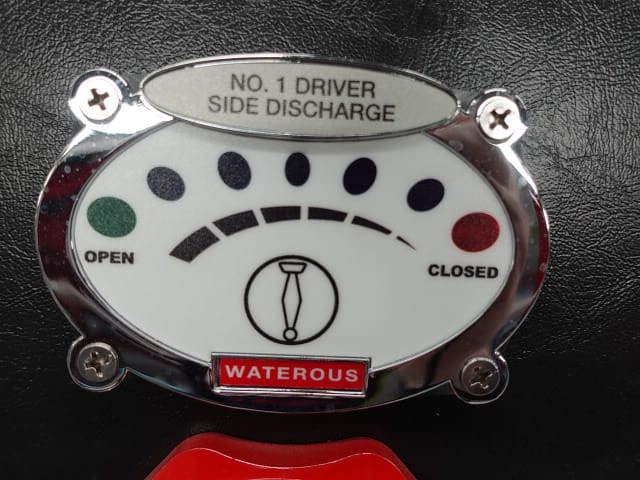 NO. 1 DRIVER
SIDE DISCHARGE
OPEN
CLOSED
WATEROUS